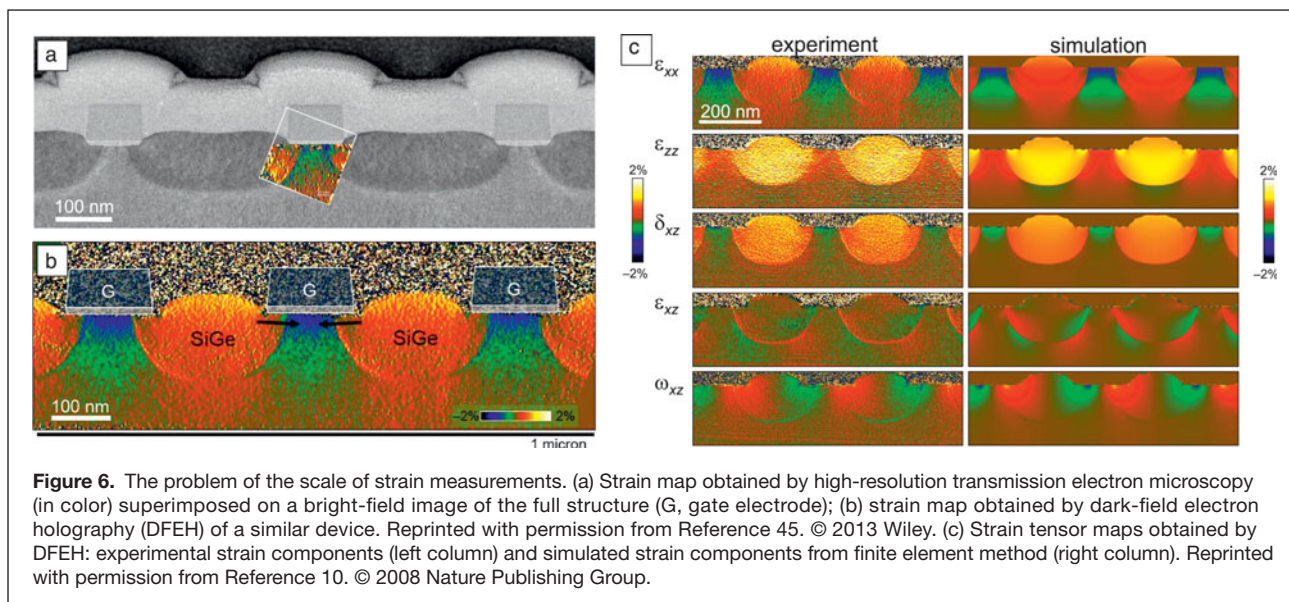 a
100 nm
b
G
G
G
SiGe
SiGe
100 nm
–2%
2%
1 micron
c
experiment
simulation
εxx
200 nm
εzz
2%
–2%
δxz
2%
–2%
εxz
ωxz
Figure 6. The problem of the scale of strain measurements. (a) Strain map obtained by high-resolution transmission electron microscopy
(in color) superimposed on a bright-field image of the full structure (G, gate electrode); (b) strain map obtained by dark-field electron
holography (DFEH) of a similar device. Reprinted with permission from Reference 45. © 2013 Wiley. (c) Strain tensor maps obtained by
DFEH: experimental strain components (left column) and simulated strain components from finite element method (right column). Reprinted
with permission from Reference 10. © 2008 Nature Publishing Group.